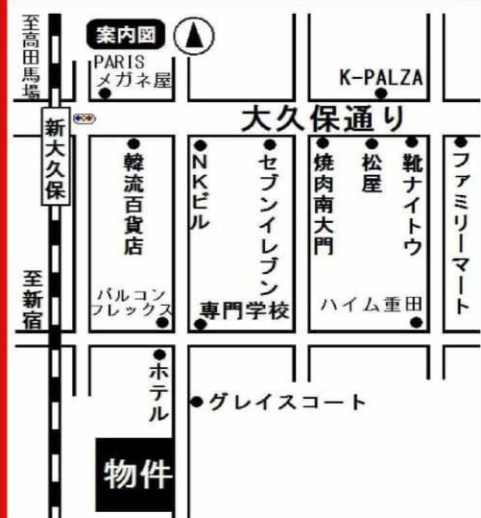 至高田馬場
案内図
PARIS
メガネ屋
K-PALZA
大久保通り
新大久保
韓流百貨店
NKビル
セブンイレブン
焼肉南大門
松屋
靴ナイトウ
ファミリーマート
至新宿
バルコン
フレックス
専門学校
ハイム重田
ホテル
グレイスコート
物件